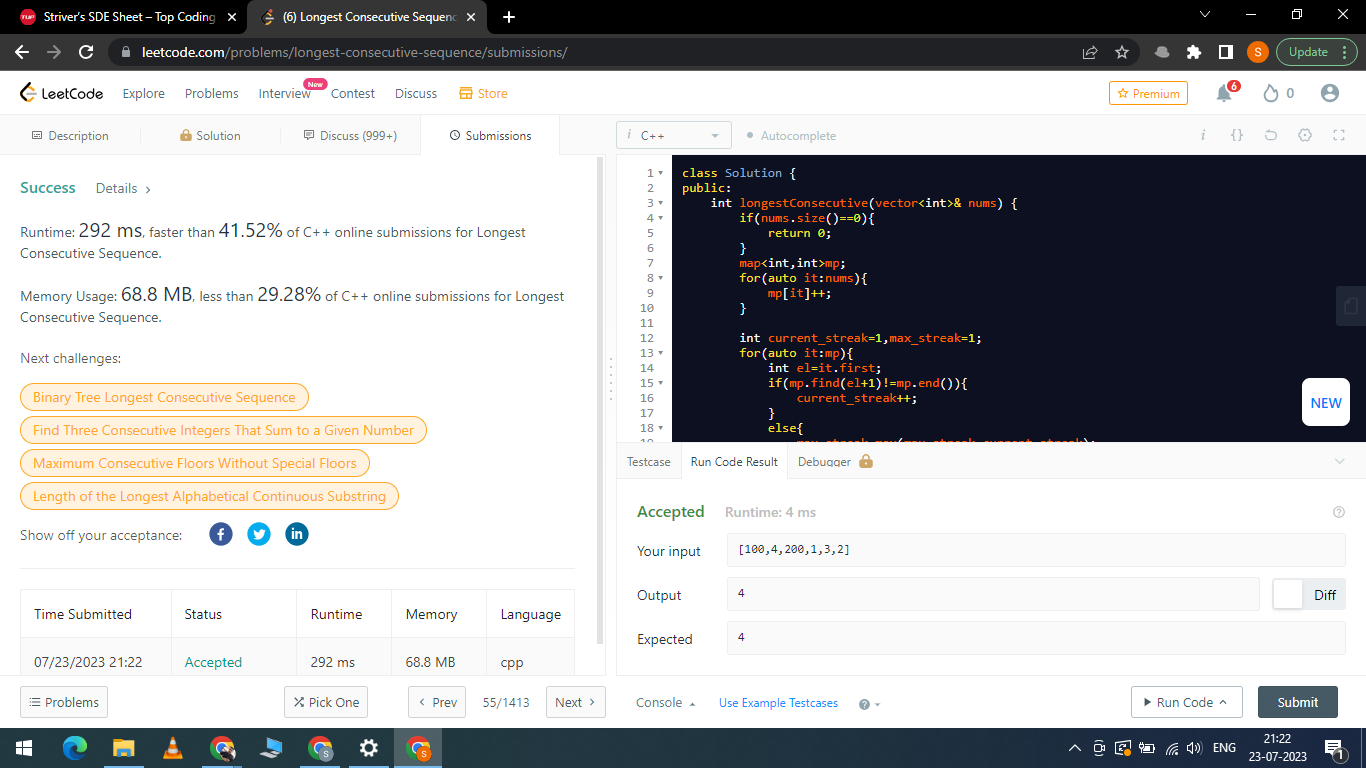 Striver's SDE Sheet – Top Coding
(6) Longest Consecutive Sequenc
leetcode.com/problems/longest-consecutive-sequence/submissions/
S
Update
LeetCode
Explore
Problems
Interview
New
Contest
Discuss
Store
Premium
6
0
Description
Solution
Discuss (999+)
Submissions
i C++
Autocomplete
Success
Details
Runtime: 292 ms, faster than 41.52% of C++ online submissions for Longest
Consecutive Sequence.
Memory Usage: 68.8 MB, less than 29.28% of C++ online submissions for Longest
Consecutive Sequence.
Next challenges:
Binary Tree Longest Consecutive Sequence
Find Three Consecutive Integers That Sum to a Given Number
Maximum Consecutive Floors Without Special Floors
Length of the Longest Alphabetical Continuous Substring
Show off your acceptance:
Time Submitted Status Runtime Memory Language
07/23/2023 21:22 Accepted 292 ms 68.8 MB cpp
1 class Solution {
2 public:
3 int longestConsecutive(vector<int>& nums) {
4 if(nums.size()==0){
5 return 0;
6 }
7 map<int,int>mp;
8 for(auto it:nums){
9 mp[it]++;
10 }
11
12 int current_streak=1,max_streak=1;
13 for(auto it:mp){
14 int el=it.first;
15 if(mp.find(el+1)!=mp.end()){
16 current_streak++;
17 }
18 else{
NEW
Testcase
Run Code Result
Debugger
Accepted
Runtime: 4 ms
Your input
[100,4,200,1,3,2]
Output
4
Diff
Expected
4
Problems
Pick One
Prev
55/1413
Next
Console
Use Example Testcases
Run Code
Submit
ENG
21:22
23-07-2023
1